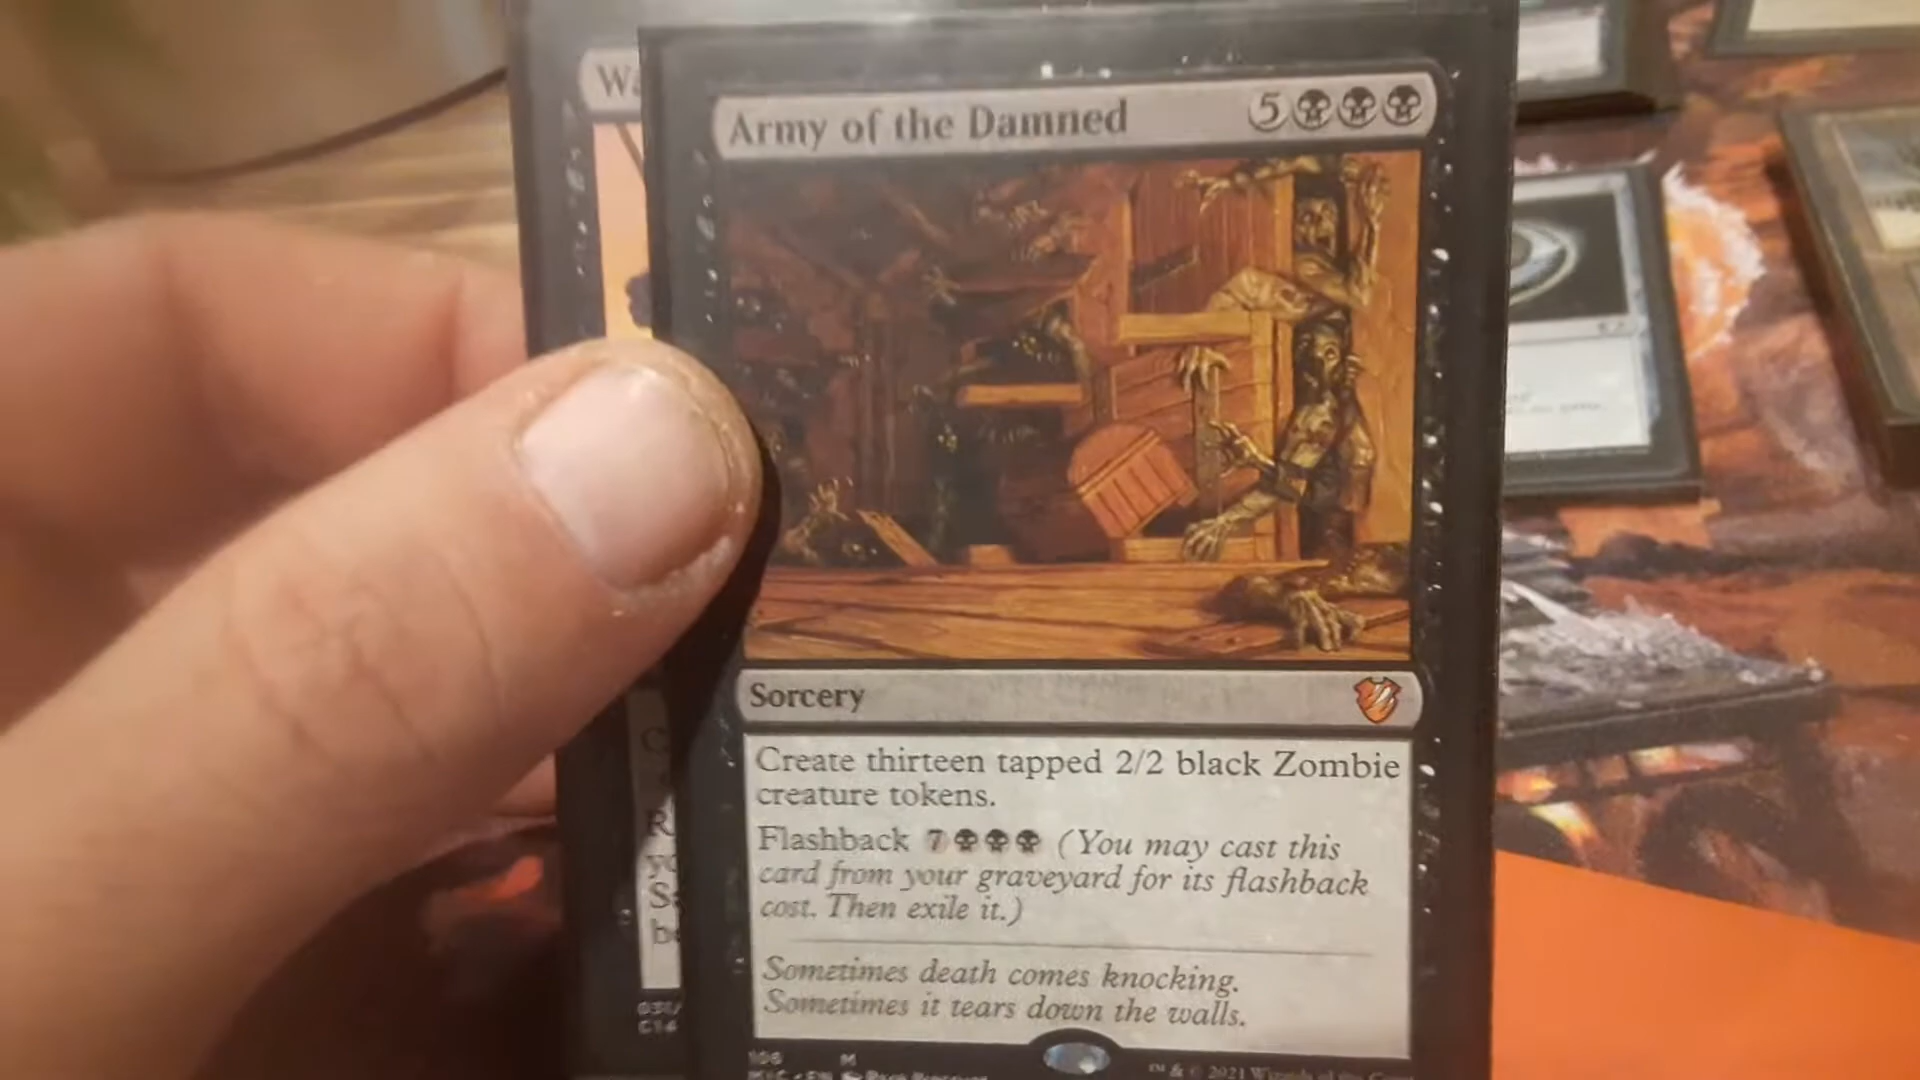 Wa
Army of the Damned 5
Sorcery
Create thirteen tapped 2/2 black Zombie
creature tokens.
Flashback 7 (You may cast this
card from your graveyard for its flashback
cost. Then exile it.)
Sometimes death comes knocking.
Sometimes it tears down the walls.
106 M
™ & © 2021 Wizards of the